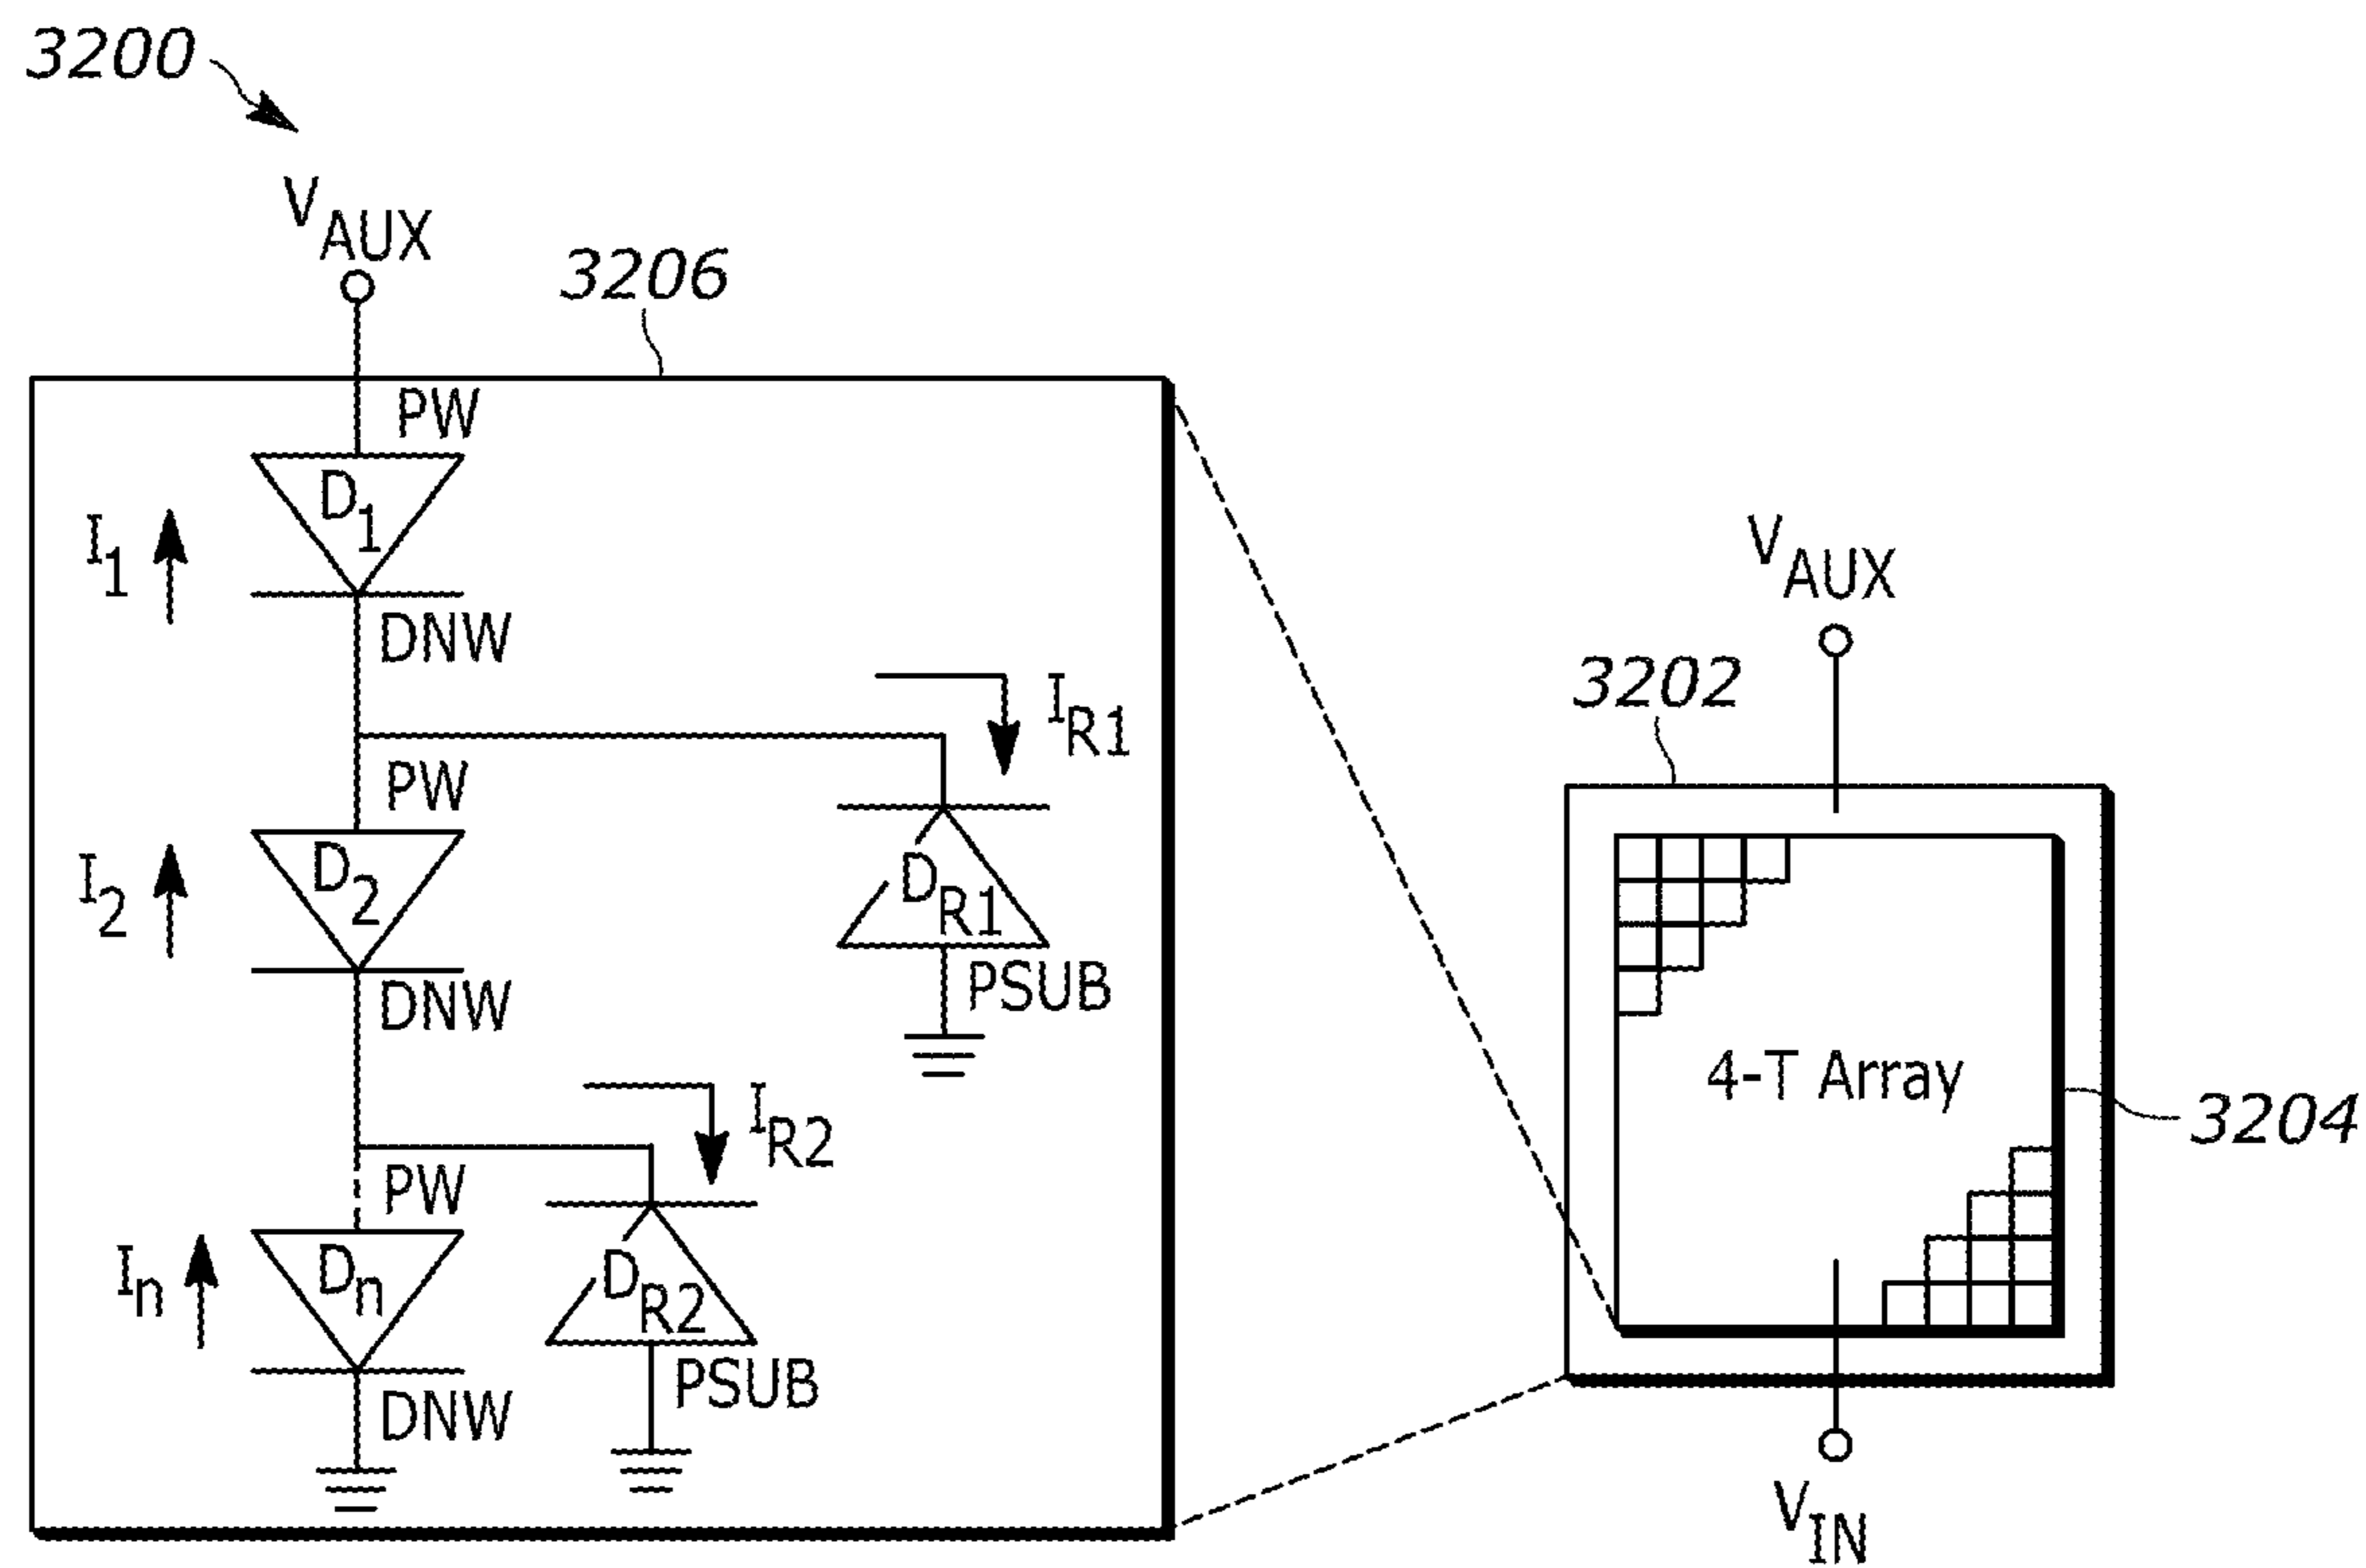 3200
VAUX
3206
PW
D1
I1
DNW
IR1
PW
D2
I2
DR1
DNW
PSUB
IR2
PW
Dn
In
DR2
PSUB
DNW
VAUX
3202
4-T Array
3204
VIN